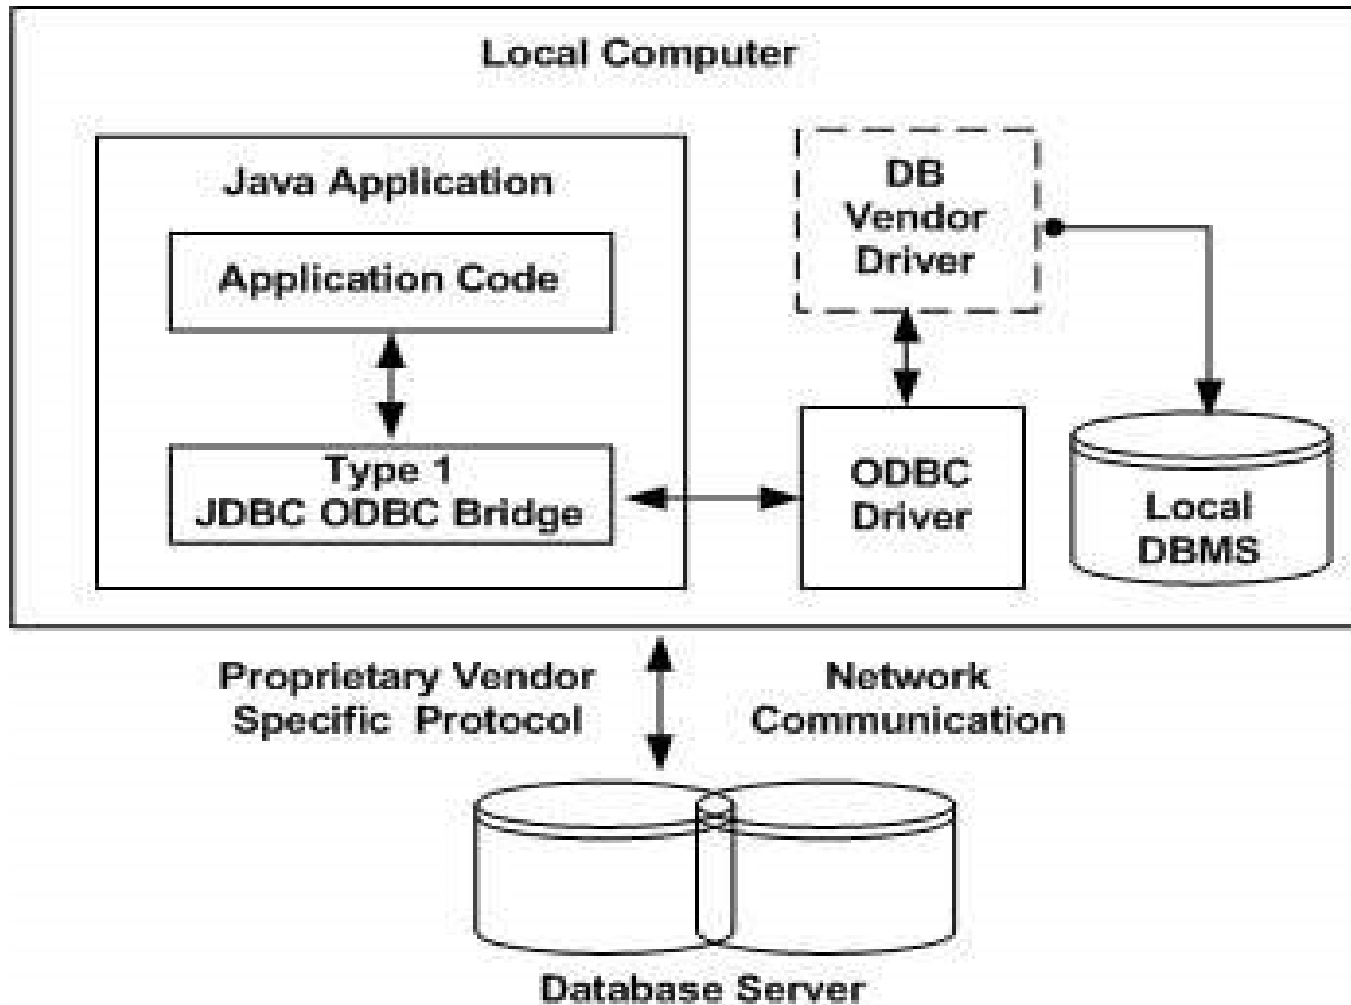 Local Computer
Java Application
Application Code
Type 1
JDBC ODBC Bridge
DB
Vendor
Driver
ODBC
Driver
Local
DBMS
Proprietary Vendor
Specific Protocol
Network
Communication
Database Server